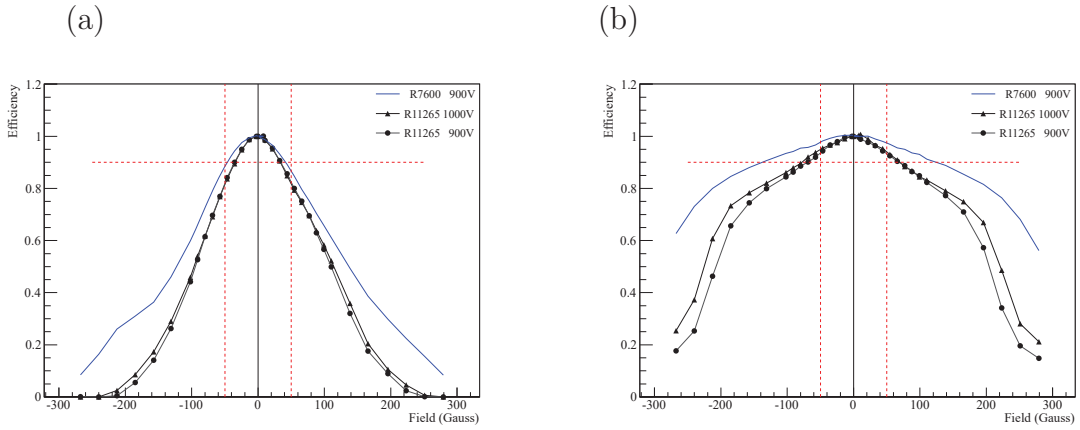 (a)
Efficiency
1.2
1
0.8
0.6
0.4
0.2
0
-300 -200 -100 0 100 200 300
Field (Gauss)
R7600 900V
R11265 1000V
R11265 900V
(b)
Efficiency
1.2
1
0.8
0.6
0.4
0.2
0
-300 -200 -100 0 100 200 300
Field (Gauss)
R7600 900V
R11265 1000V
R11265 900V